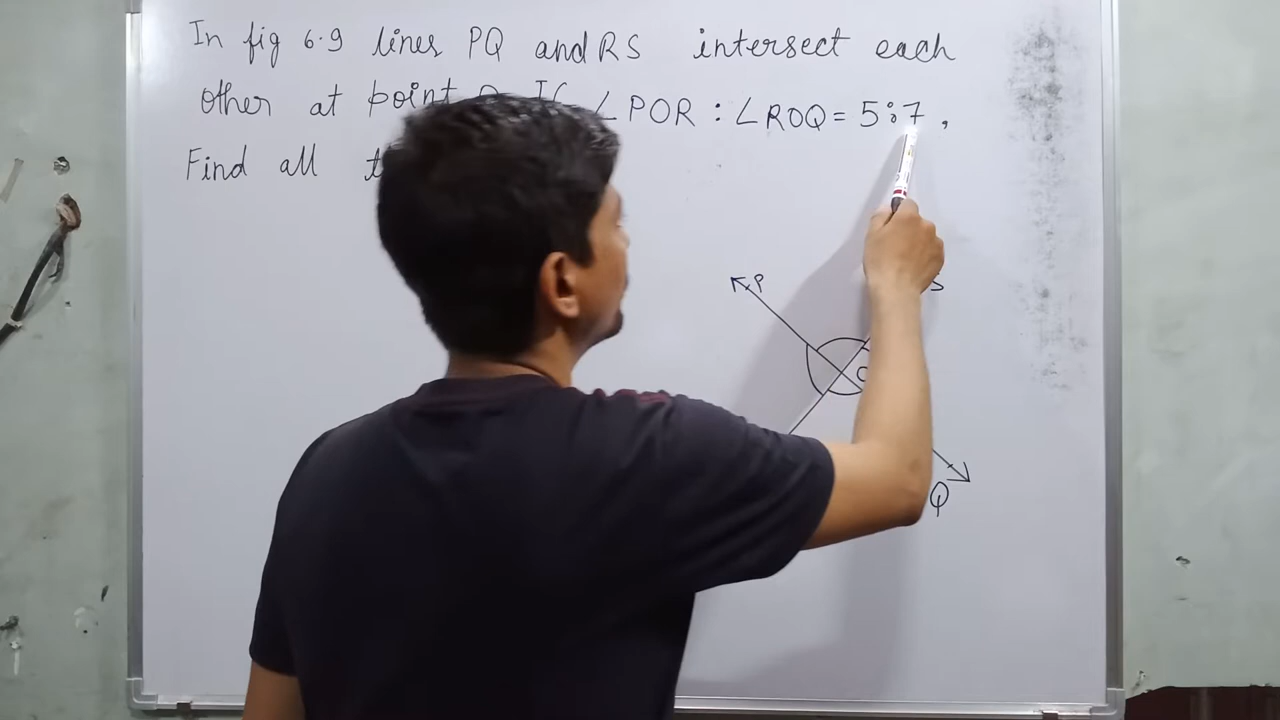 In fig 6.9 lines PQ and RS intersect each
other at point ∠POR : ∠ROQ = 5:7,
Find all
P
S
O
Q